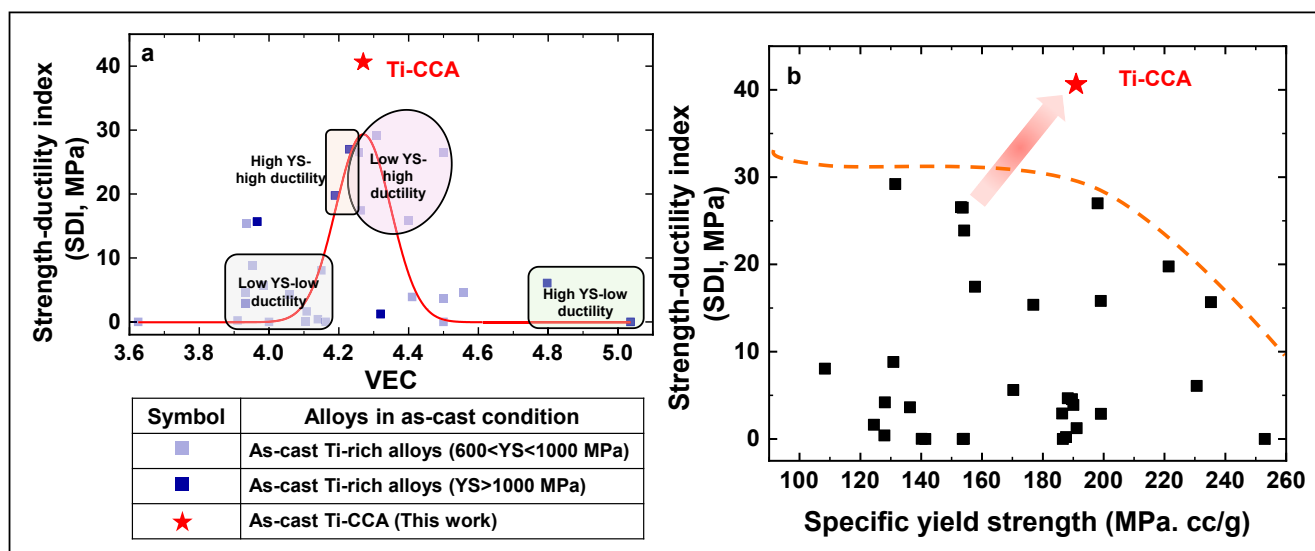 a
Ti-CCA
High YS-
high ductility
Low YS-
high
ductility
Low YS-low
ductility
High YS-low
ductility
Strength-ductility index
(SDI, MPa)
0
10
20
30
40
3.6 3.8 4.0 4.2 4.4 4.6 4.8 5.0
VEC
Symbol Alloys in as-cast condition
As-cast Ti-rich alloys (600<YS<1000 MPa)
As-cast Ti-rich alloys (YS>1000 MPa)
As-cast Ti-CCA (This work)
b
Ti-CCA
Strength-ductility index
(SDI, MPa)
0
10
20
30
40
100 120 140 160 180 200 220 240 260
Specific yield strength (MPa. cc/g)